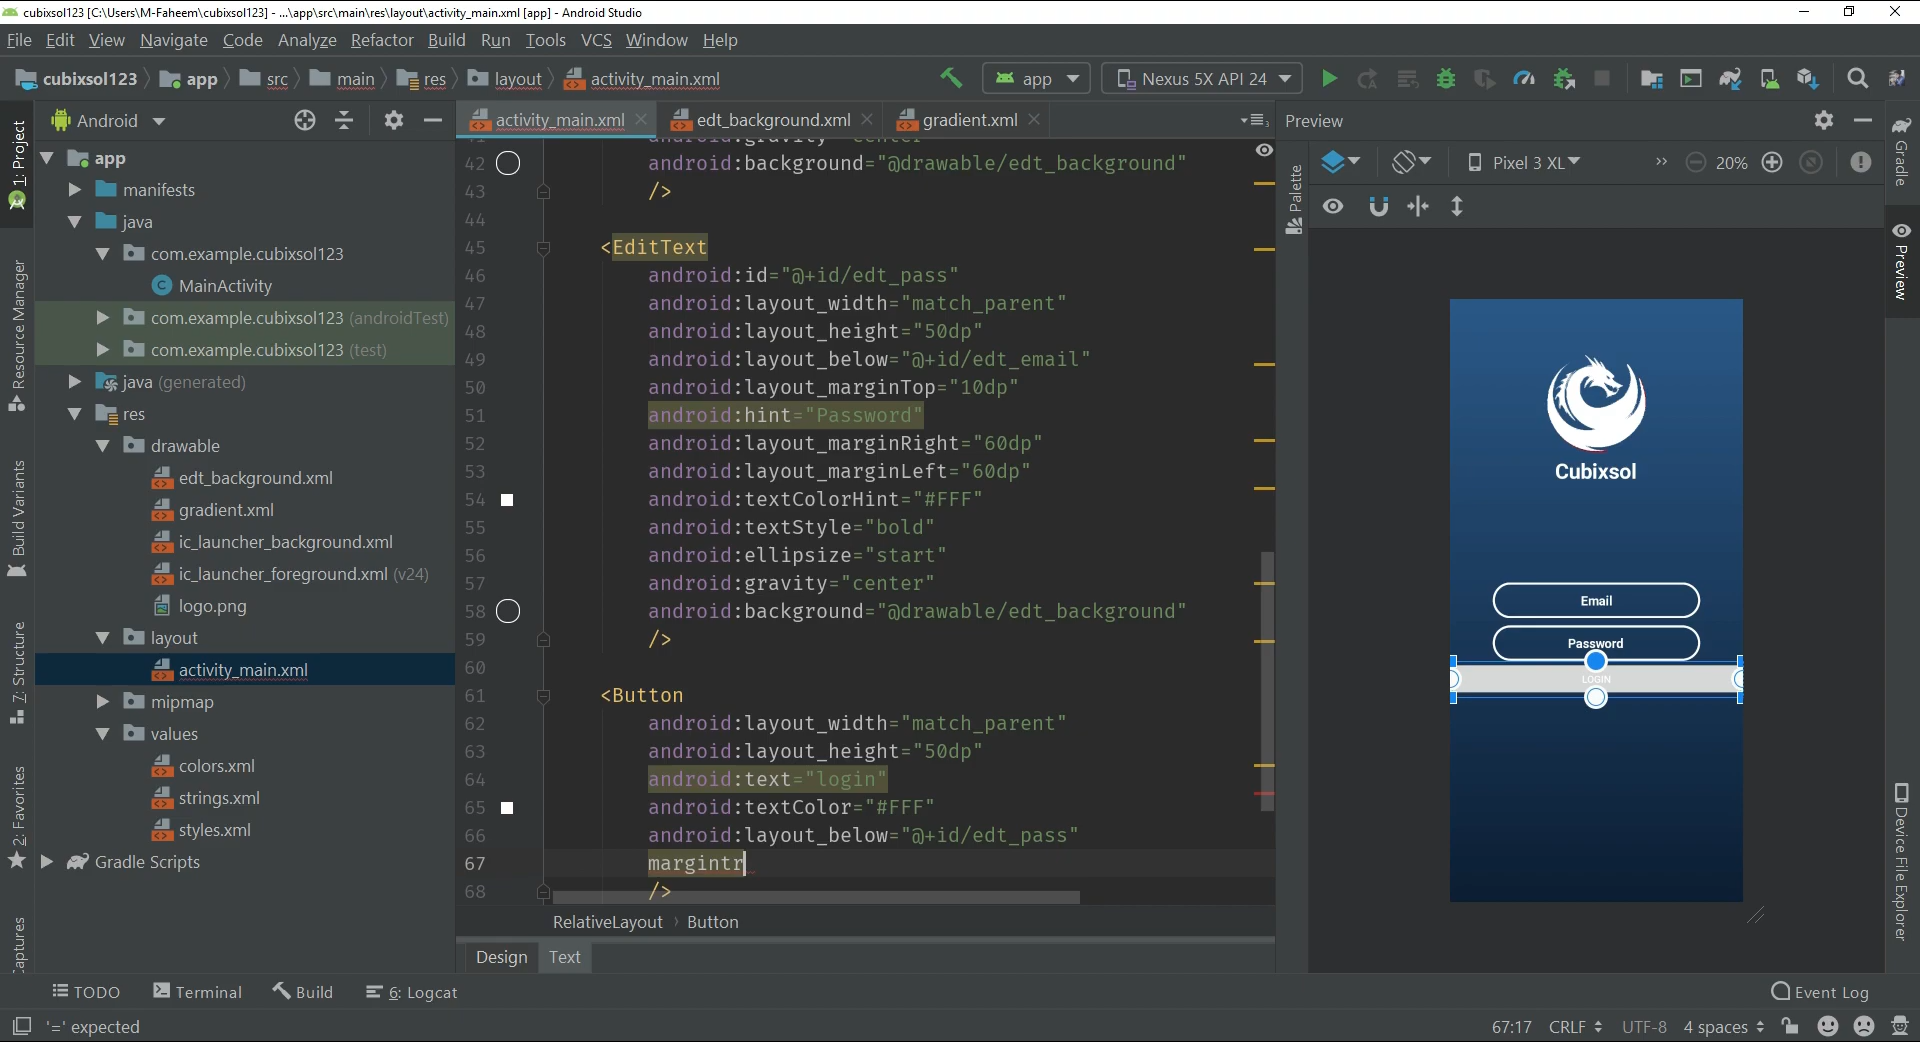 cubixsol123 [C:\Users\M-Faheem\cubixsol123] - ...\app\src\main\res\layout\activity_main.xml [app] - Android Studio
File Edit View Navigate Code Analyze Refactor Build Run Tools VCS Window Help
cubixsol123 app src main res layout activity_main.xml app Nexus 5X API 24
Android
activity_main.xml edt_background.xml gradient.xml
Preview
1: Project
Resource Manager
Build Variants
7: Structure
2: Favorites
app
manifests
java
com.example.cubixsol123
MainActivity
com.example.cubixsol123 (androidTest)
com.example.cubixsol123 (test)
java (generated)
res
drawable
edt_background.xml
gradient.xml
ic_launcher_background.xml
ic_launcher_foreground.xml (v24)
logo.png
layout
activity_main.xml
mipmap
values
colors.xml
strings.xml
styles.xml
Gradle Scripts
42 android:background="@drawable/edt_background"
43 />
44
45 <EditText
46 android:id="@+id/edt_pass"
47 android:layout_width="match_parent"
48 android:layout_height="50dp"
49 android:layout_below="@+id/edt_email"
50 android:layout_marginTop="10dp"
51 android:hint="Password"
52 android:layout_marginRight="60dp"
53 android:layout_marginLeft="60dp"
54 android:textColorHint="#FFF"
55 android:textStyle="bold"
56 android:ellipsize="start"
57 android:gravity="center"
58 android:background="@drawable/edt_background"
59 />
60
61 <Button
62 android:layout_width="match_parent"
63 android:layout_height="50dp"
64 android:text="login"
65 android:textColor="#FFF"
66 android:layout_below="@+id/edt_pass"
67 margintr
68 />
RelativeLayout › Button
Design Text
Palette
Pixel 3 XL
» 20%
Cubixsol
Email
Password
LOGIN
Gradle
Preview
Device File Explorer
TODO Terminal Build 6: Logcat Event Log
'=' expected
67:17 CRLF UTF-8 4 spaces